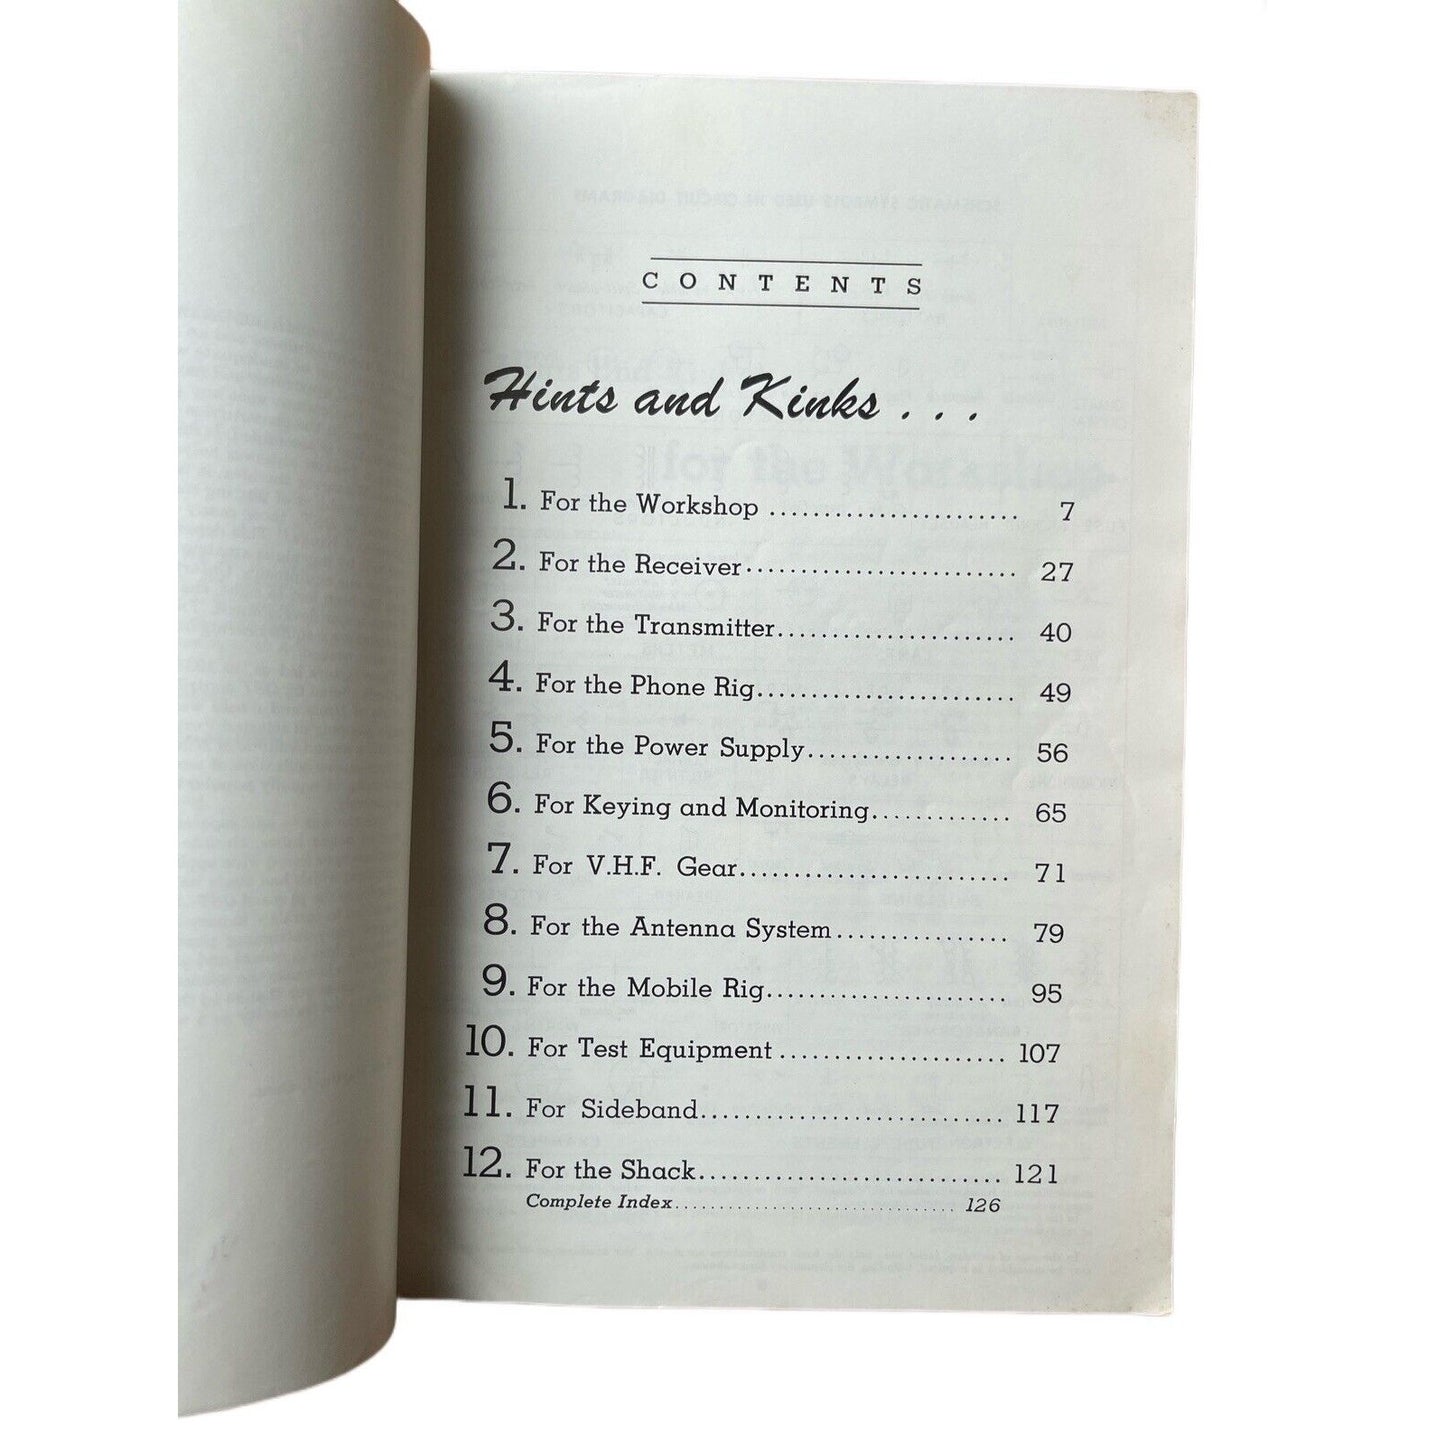 CONTENTS
Hints and Kinks . . .
1. For the Workshop ....................... 7
2. For the Receiver......................... 27
3. For the Transmitter...................... 40
4. For the Phone Rig........................ 49
5. For the Power Supply................... 56
6. For Keying and Monitoring............. 65
7. For V.H.F. Gear......................... 71
8. For the Antenna System................ 79
9. For the Mobile Rig...................... 95
10. For Test Equipment ..................... 107
11. For Sideband............................ 117
12. For the Shack............................ 121
Complete Index................................ 126